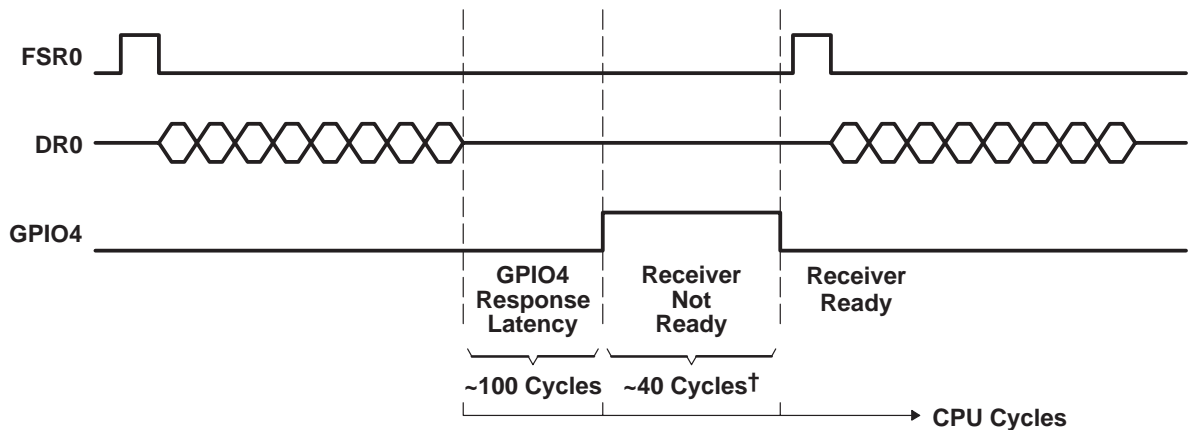 FSR0
DR0
GPIO4
GPIO4
Response
Latency
Receiver
Not
Ready
Receiver
Ready
~100 Cycles
~40 Cycles†
CPU Cycles